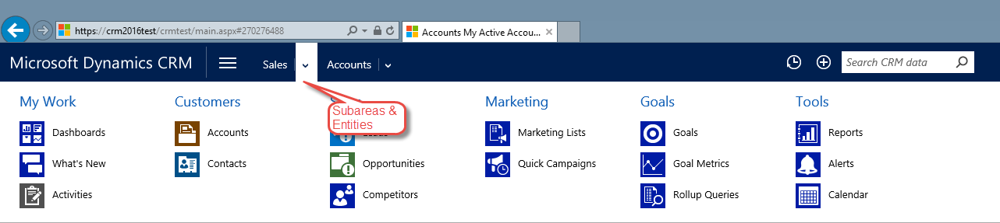 https://crm2016test/crmtest/main.aspx#270276488
Accounts My Active Accou...
Microsoft Dynamics CRM
Sales
Accounts
Search CRM data
My Work
Customers
Marketing
Goals
Tools
Subareas &
Entities
Dashboards
Accounts
Marketing Lists
Goals
Reports
What's New
Contacts
Opportunities
Quick Campaigns
Goal Metrics
Alerts
Activities
Competitors
Rollup Queries
Calendar